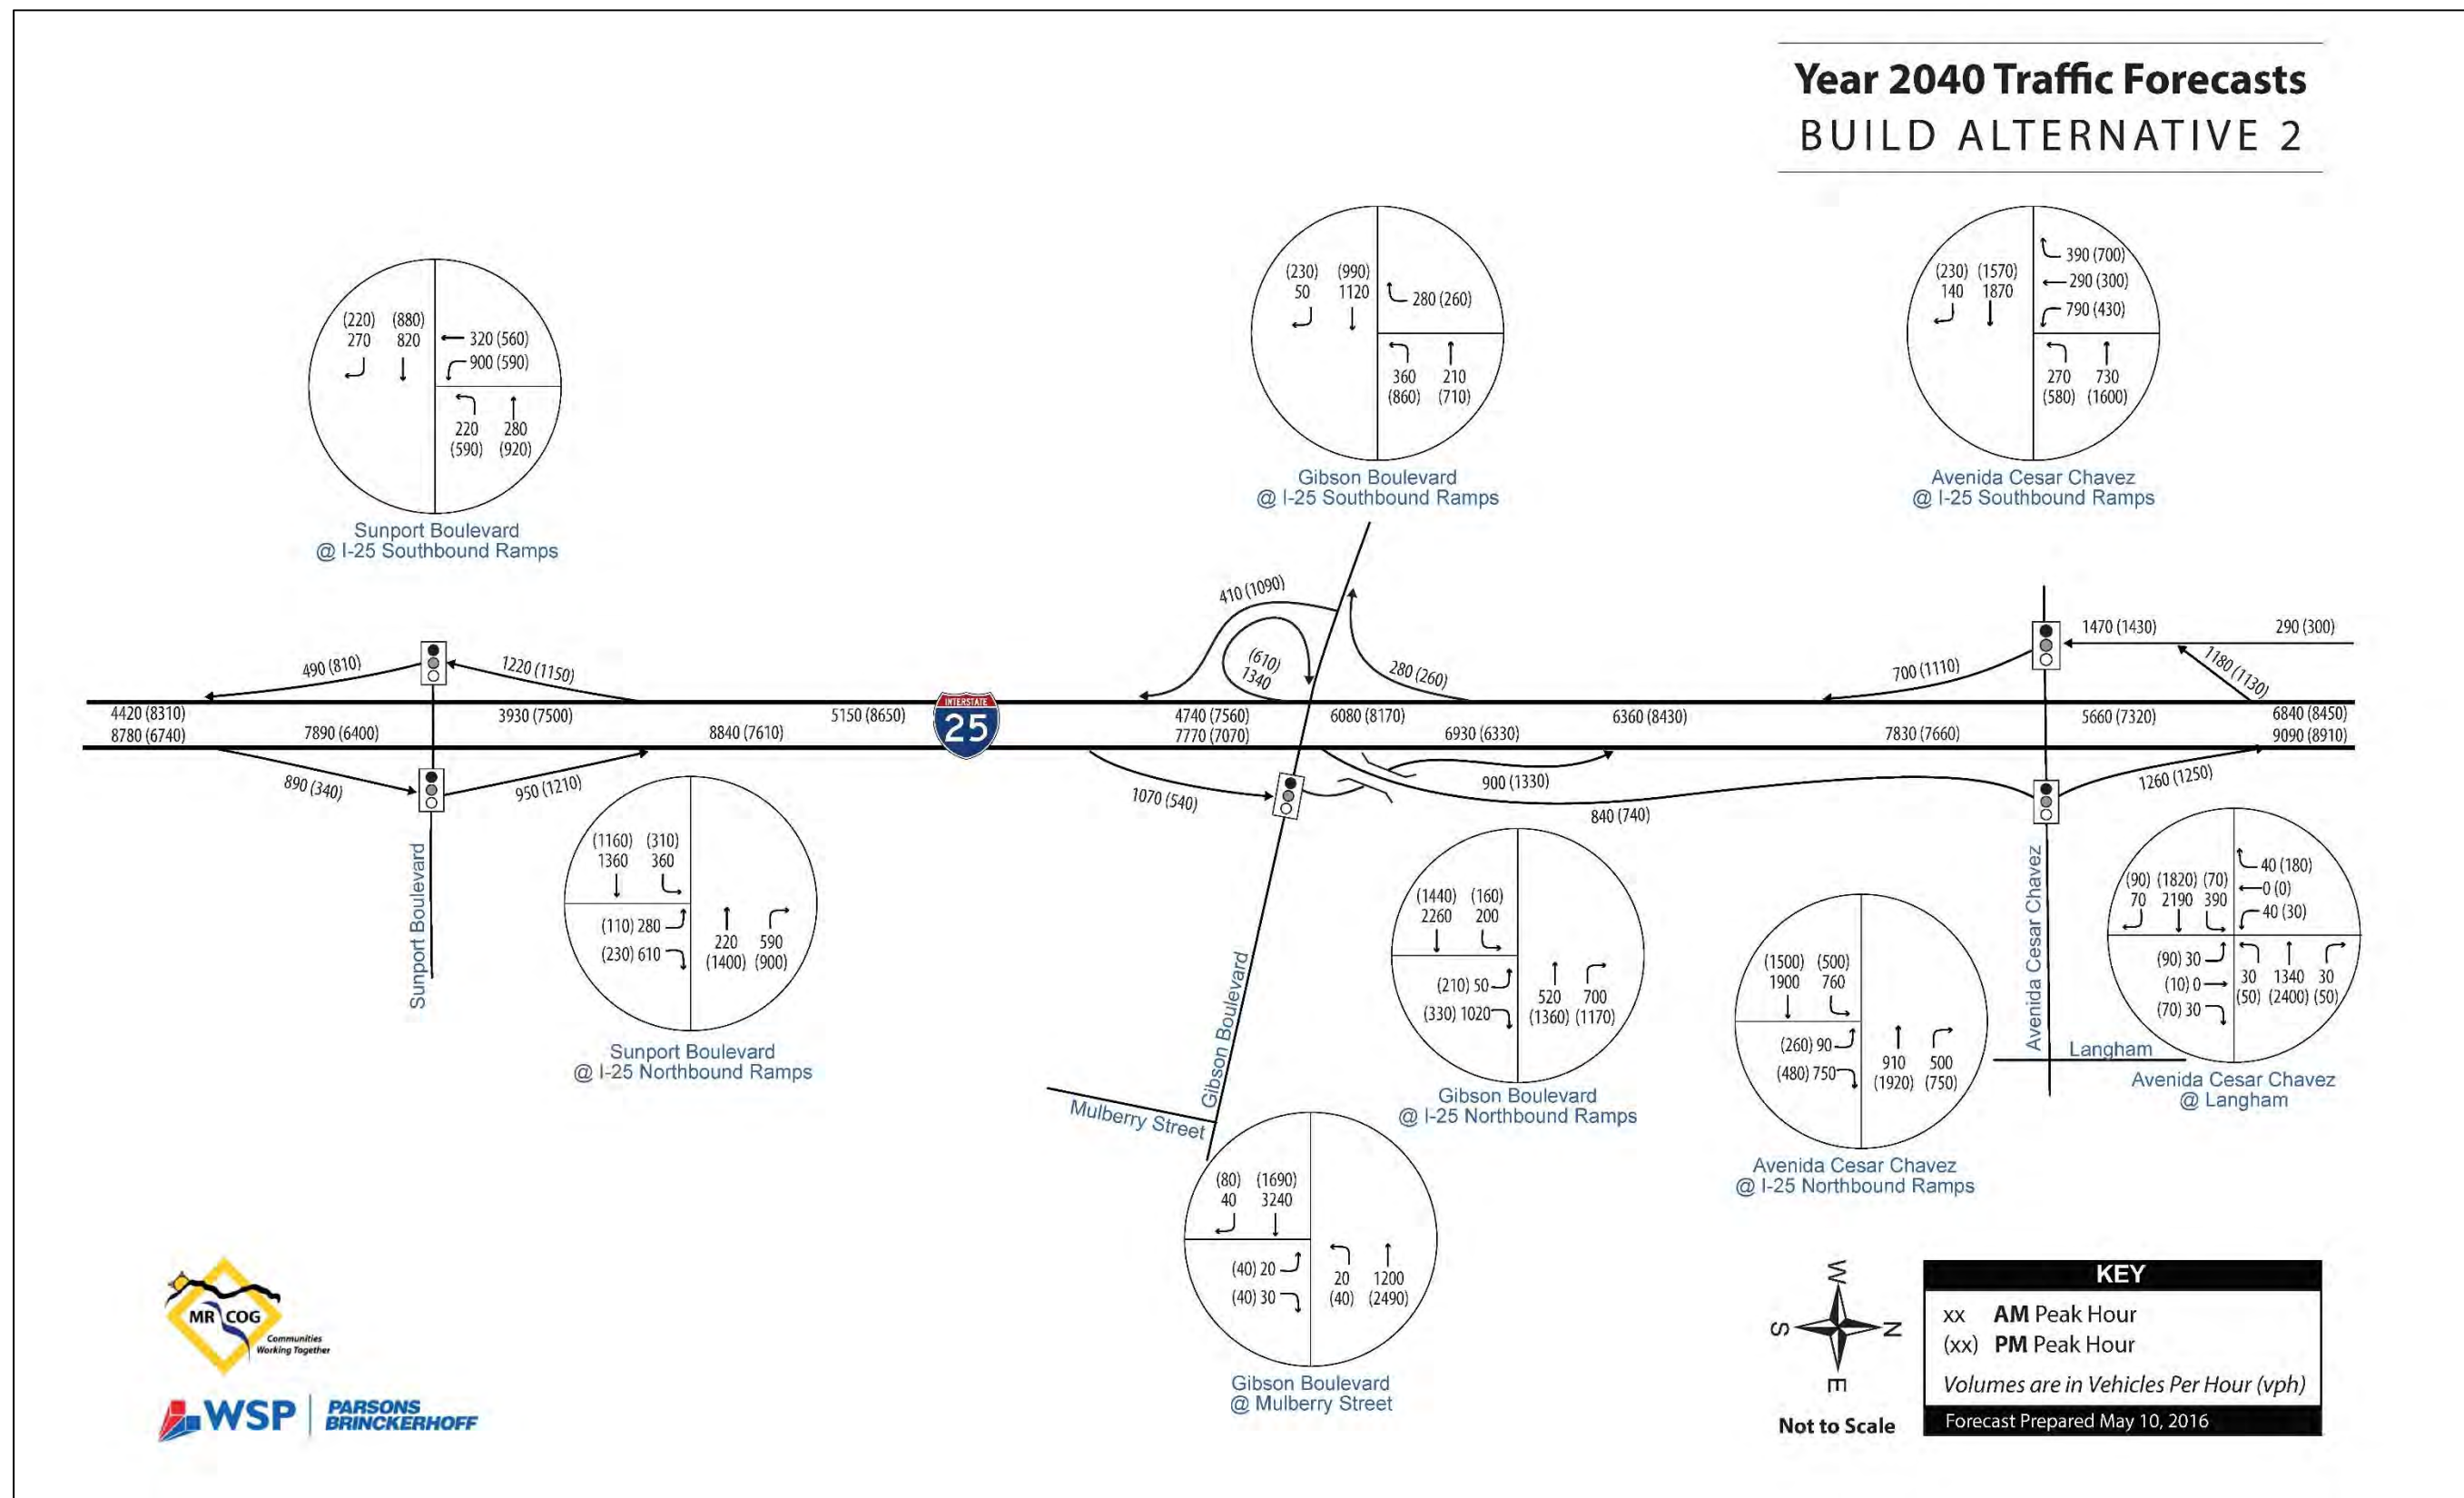 Year 2040 Traffic Forecasts
BUILD ALTERNATIVE 2
(220) (880)
270 820
320 (560)
900 (590)
220 280
(590) (920)
Sunport Boulevard
@ I-25 Southbound Ramps
(230) (990)
50 1120
280 (260)
360 210
(860) (710)
Gibson Boulevard
@ I-25 Southbound Ramps
(230) (1570)
140 1870
390 (700)
290 (300)
790 (430)
270 730
(580) (1600)
Avenida Cesar Chavez
@ I-25 Southbound Ramps
490 (810)
1220 (1150)
410 (1090)
(610)
1340
280 (260)
700 (1110)
1470 (1430)
290 (300)
1180 (1130)
4420 (8310)
3930 (7500)
5150 (8650)
INTERSTATE
25
4740 (7560)
6080 (8170)
6360 (8430)
5660 (7320)
6840 (8450)
8780 (6740)
7890 (6400)
8840 (7610)
7770 (7070)
6930 (6330)
7830 (7660)
9090 (8910)
890 (340)
950 (1210)
1070 (540)
900 (1330)
840 (740)
1260 (1250)
Sunport Boulevard
(1160) (310)
1360 360
(110) 280
(230) 610
220 590
(1400) (900)
Sunport Boulevard
@ I-25 Northbound Ramps
Gibson Boulevard
Mulberry Street
(1440) (160)
2260 200
(210) 50
(330) 1020
520 700
(1360) (1170)
Gibson Boulevard
@ I-25 Northbound Ramps
(1500) (500)
1900 760
(260) 90
(480) 750
910 500
(1920) (750)
Avenida Cesar Chavez
@ I-25 Northbound Ramps
Avenida Cesar Chavez
Langham
(90) (1820) (70)
70 2190 390
40 (180)
0 (0)
40 (30)
(90) 30
(10) 0
(70) 30
30 1340 30
(50) (2400) (50)
Avenida Cesar Chavez
@ Langham
(80) (1690)
40 3240
(40) 20
(40) 30
20 1200
(40) (2490)
Gibson Boulevard
@ Mulberry Street
MR COG
Communities
Working Together
WSP | PARSONS
BRINCKERHOFF
W
S
N
E
Not to Scale
KEY
xx AM Peak Hour
(xx) PM Peak Hour
Volumes are in Vehicles Per Hour (vph)
Forecast Prepared May 10, 2016